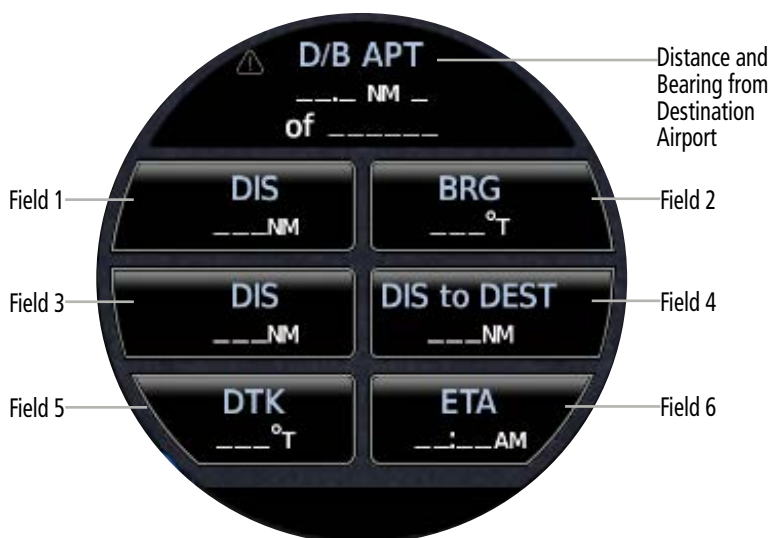 D/B APT
__._ NM _
of ______
Distance and
Bearing from
Destination
Airport
Field 1
DIS
___NM
BRG
___°T
Field 2
Field 3
DIS
___NM
DIS to DEST
___NM
Field 4
Field 5
DTK
___°T
ETA
__:__AM
Field 6